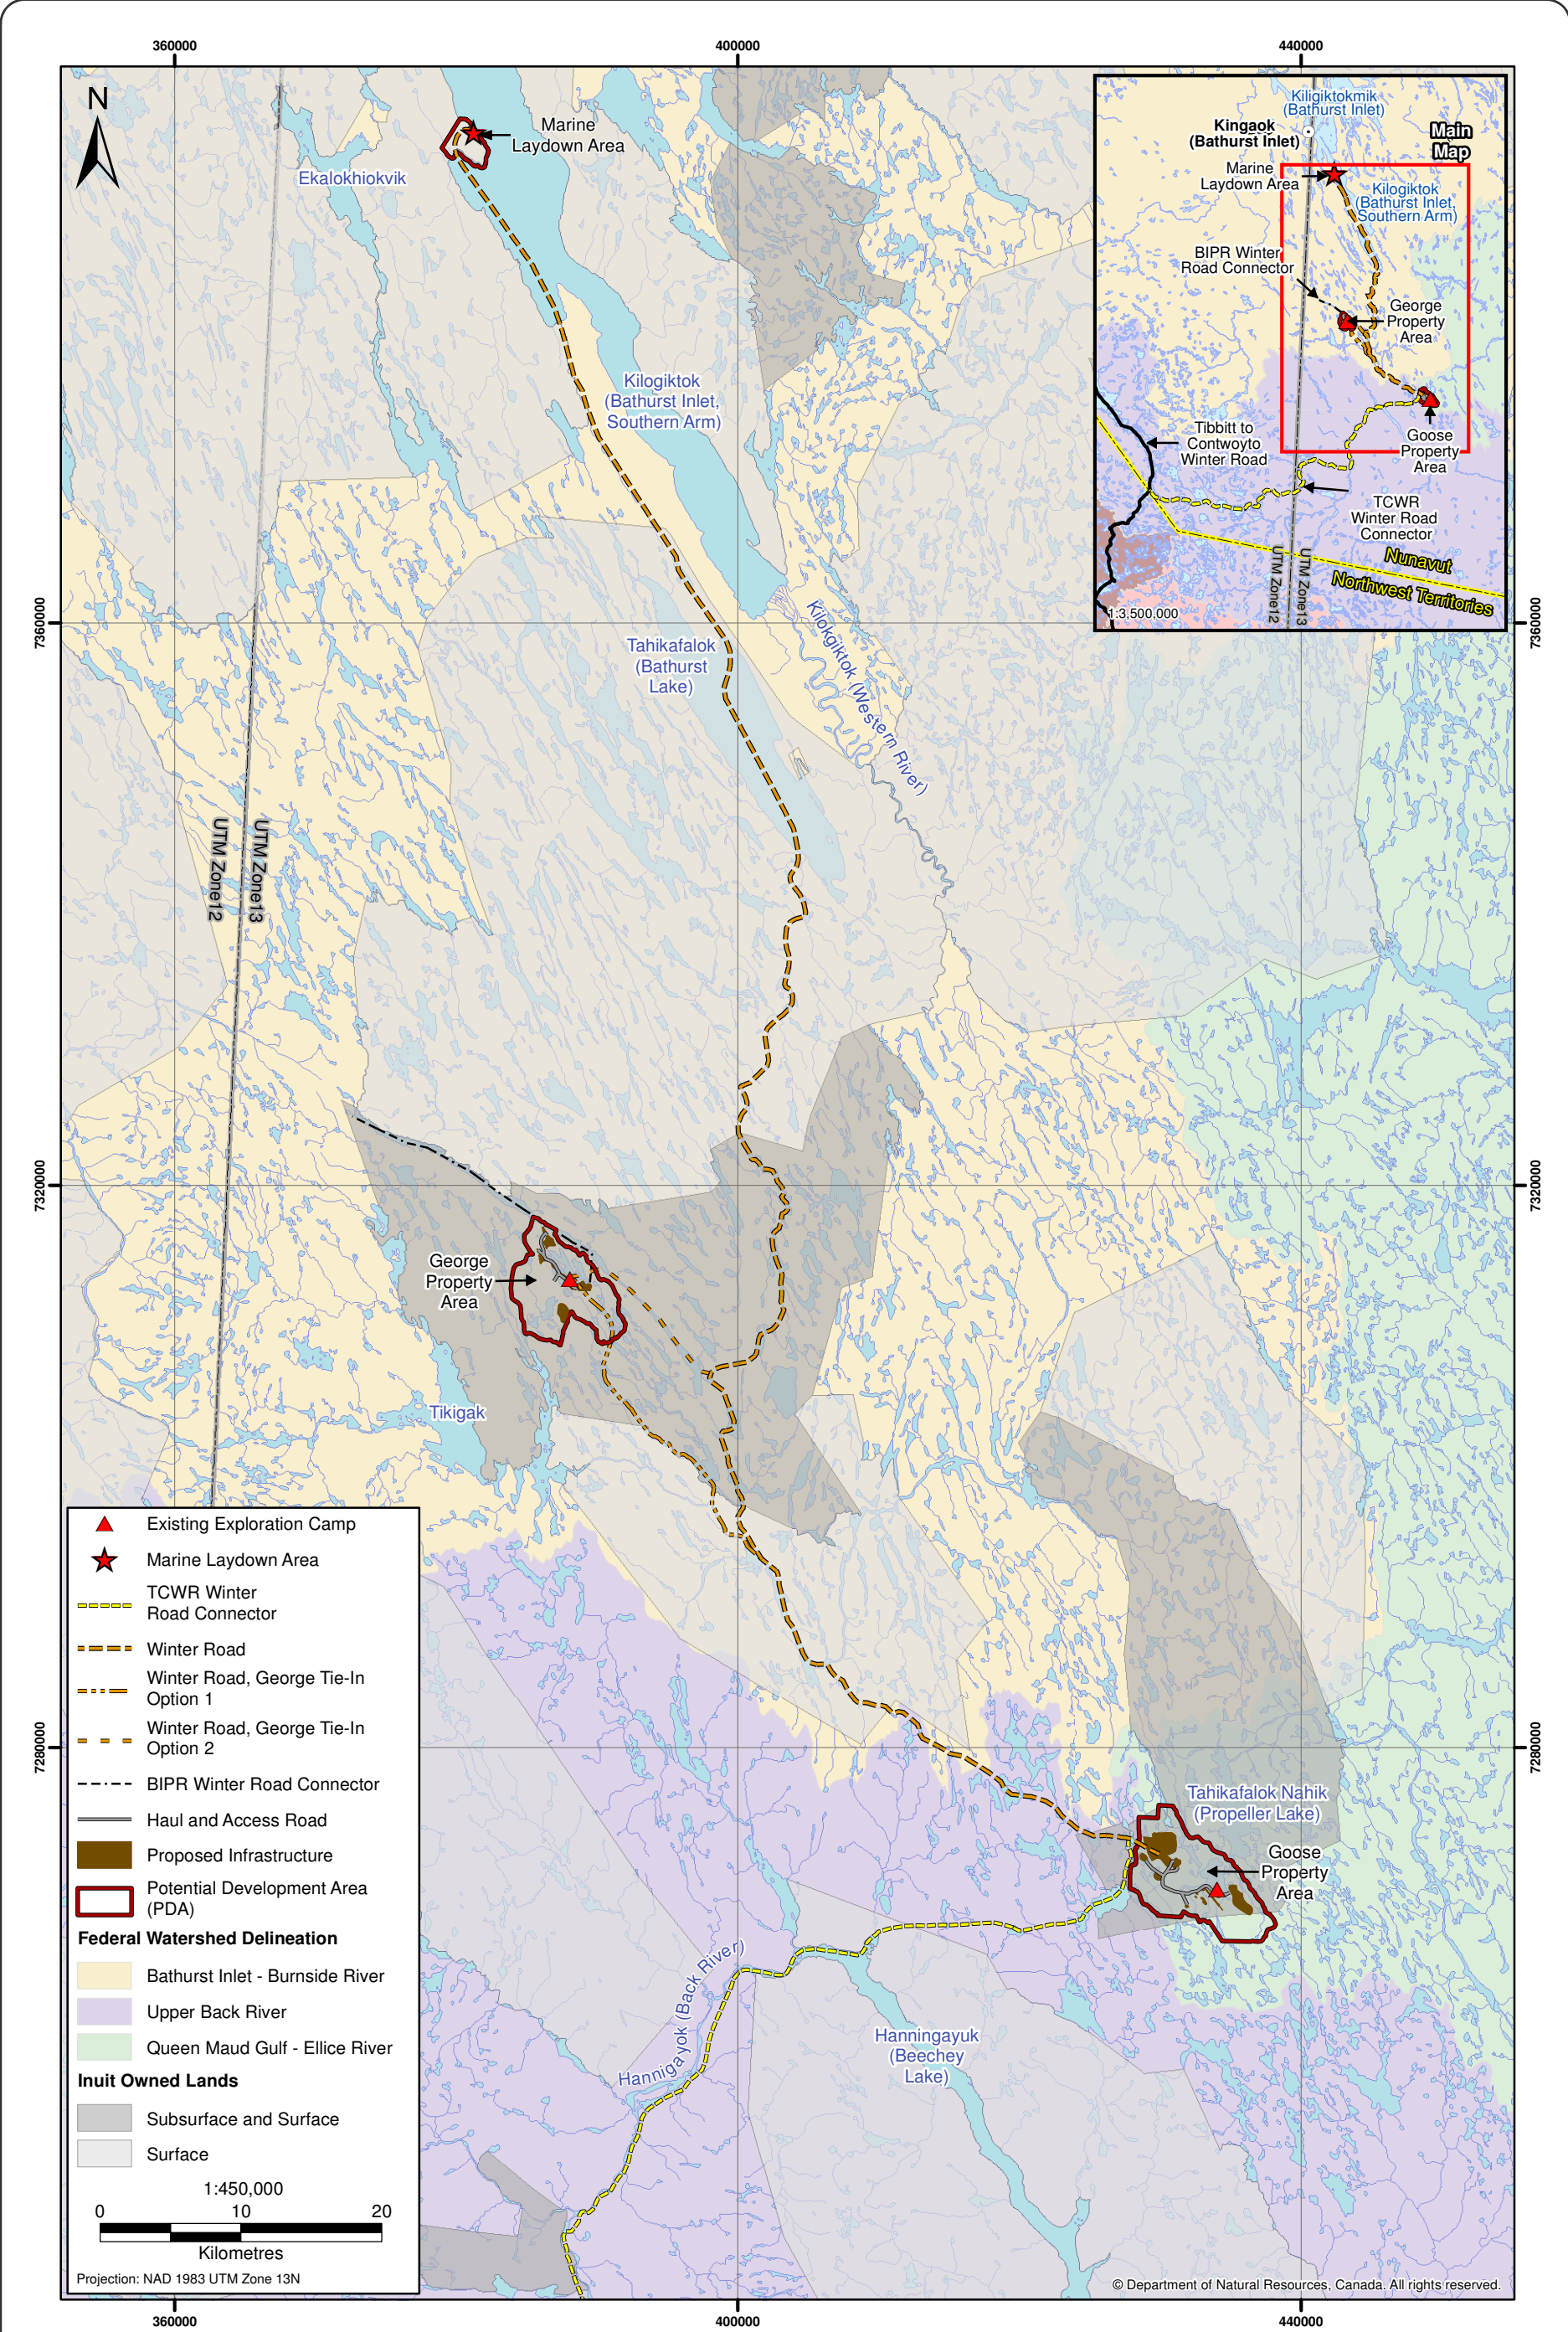 360000
400000
440000
N
Marine
Laydown Area
Ekalokhiokvik
Kilogiktok
(Bathurst Inlet,
Southern Arm)
Kilokgiktok (Western River)
Tahikafalok
(Bathurst
Lake)
UTM Zone12
UTM Zone13
George
Property
Area
Tikigak
Tahikafalok Nahik
(Propeller Lake)
Goose
Property
Area
Hannigayok (Back River)
Hanningayuk
(Beechey
Lake)
7360000
7320000
7280000
7360000
7320000
7280000
Kiligiktokmik
(Bathurst Inlet)
Kingaok
(Bathurst Inlet)
Main
Map
Marine
Laydown Area
Kilogiktok
(Bathurst Inlet,
Southern Arm)
BIPR Winter
Road Connector
George
Property
Area
Tibbitt to
Contwoyto
Winter Road
Goose
Property
Area
TCWR
Winter Road
Connector
Nunavut
Northwest Territories
UTM Zone12
UTM Zone13
1:3,500,000
Existing Exploration Camp
Marine Laydown Area
TCWR Winter
Road Connector
Winter Road
Winter Road, George Tie-In
Option 1
Winter Road, George Tie-In
Option 2
BIPR Winter Road Connector
Haul and Access Road
Proposed Infrastructure
Potential Development Area
(PDA)
Federal Watershed Delineation
Bathurst Inlet - Burnside River
Upper Back River
Queen Maud Gulf - Ellice River
Inuit Owned Lands
Subsurface and Surface
Surface
1:450,000
0 10 20
Kilometres
Projection: NAD 1983 UTM Zone 13N
© Department of Natural Resources, Canada. All rights reserved.
360000
400000
440000